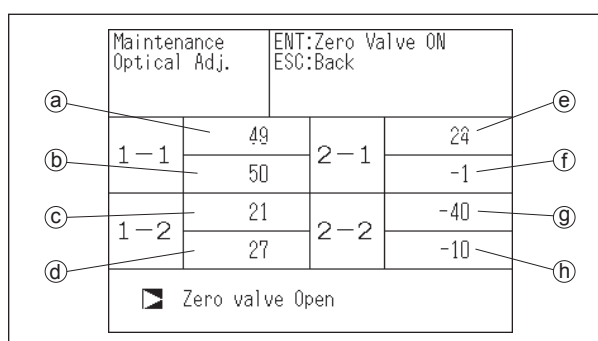 Maintenance
Optical Adj.
ENT:Zero Valve ON
ESC:Back
a
e
1-1
49
2-1
b
50
-1
f
c
1-2
21
2-2
-40
g
d
27
-10
h
Zero valve Open